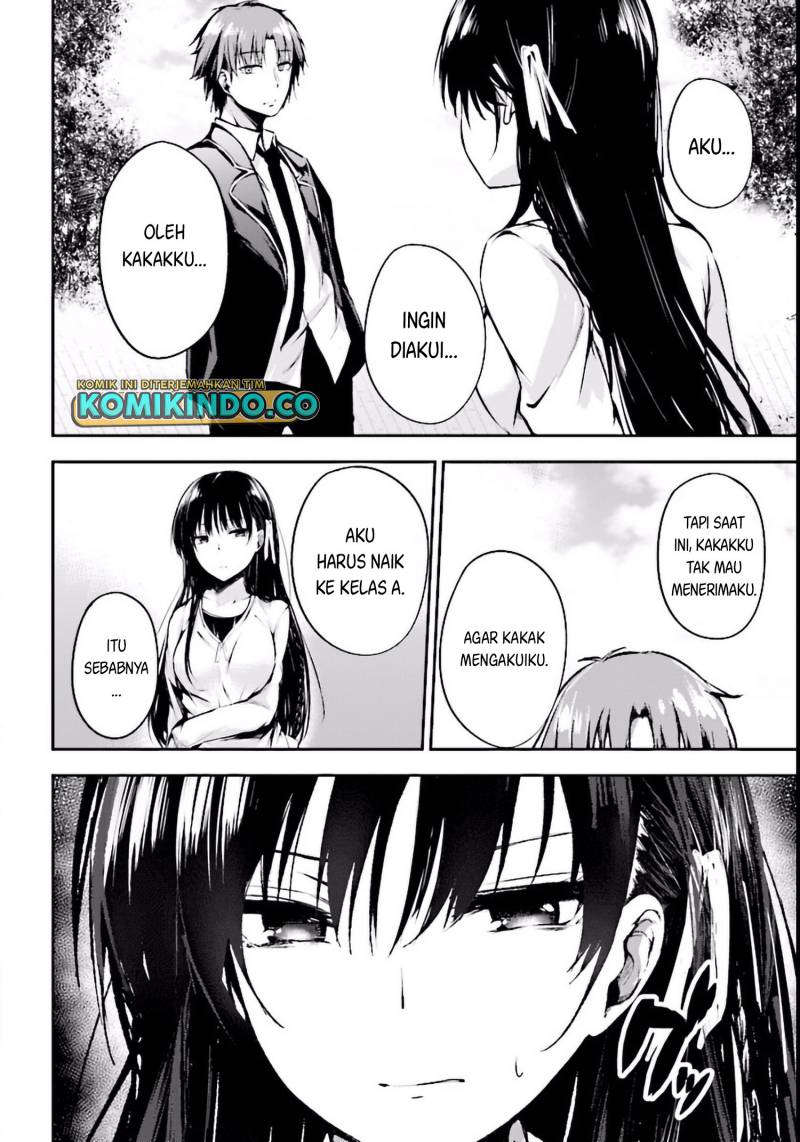 AKU...
INGIN
DIAKUI...
OLEH
KAKAKKU...
KOMIK INI DITERJEMAHKAN TIM
KOMIKINDO.CO
TAPI SAAT
INI, KAKAKKU
TAK MAU
MENERIMAKU.
AGAR KAKAK
MENGAKUIKU.
AKU
HARUS NAIK
KE KELAS A.
ITU
SEBABNYA
...